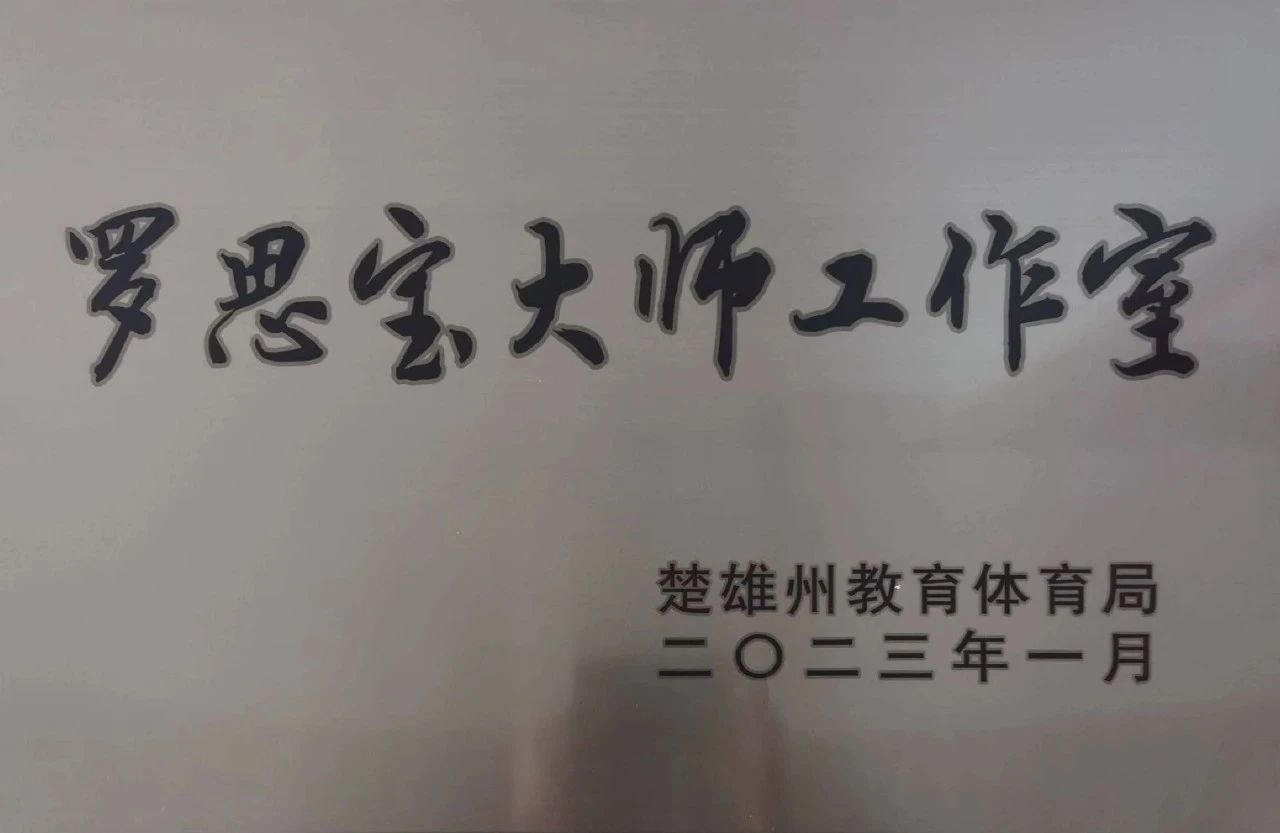 罗思宝大师工作室
楚雄州教育体育局
二〇二三年一月